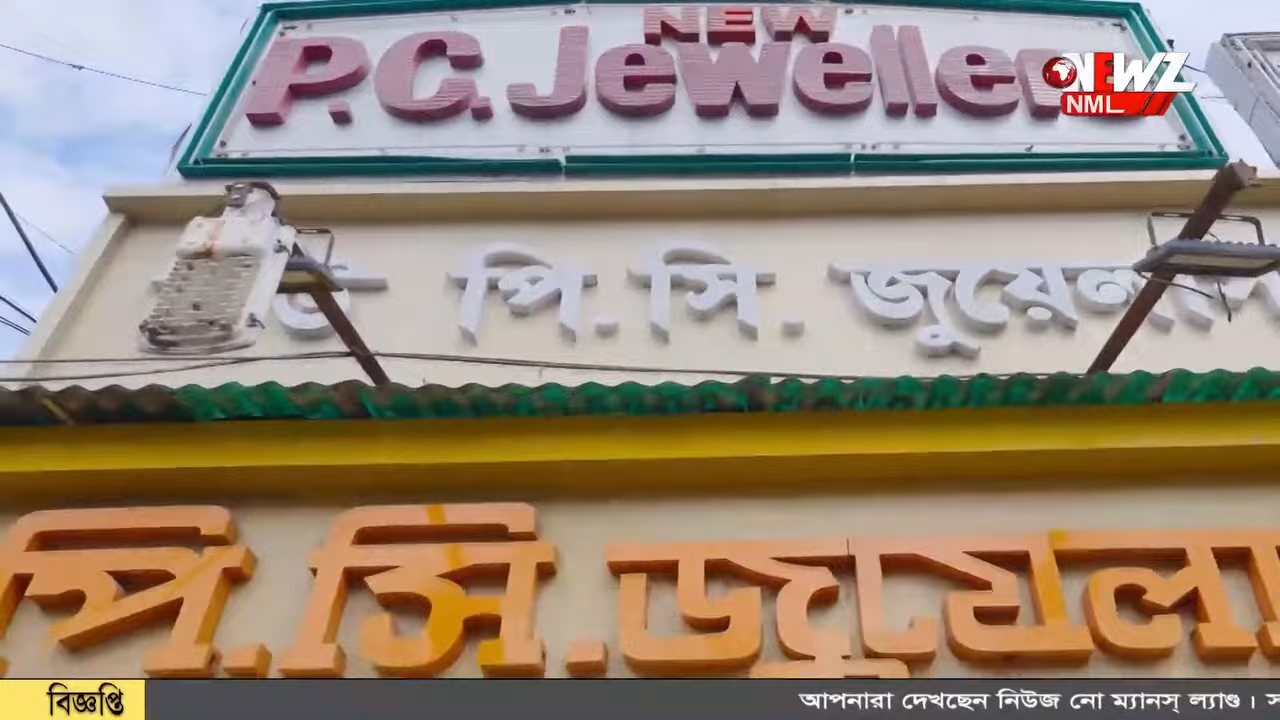 NEW
P.C. Jeweller
NEWZ
NML
পি. সি. জুয়েলা
পি.সি.জুয়েলা
বিজ্ঞপ্তি
আপনারা দেখছেন নিউজ নো ম্যানস্ ল্যাণ্ড । স